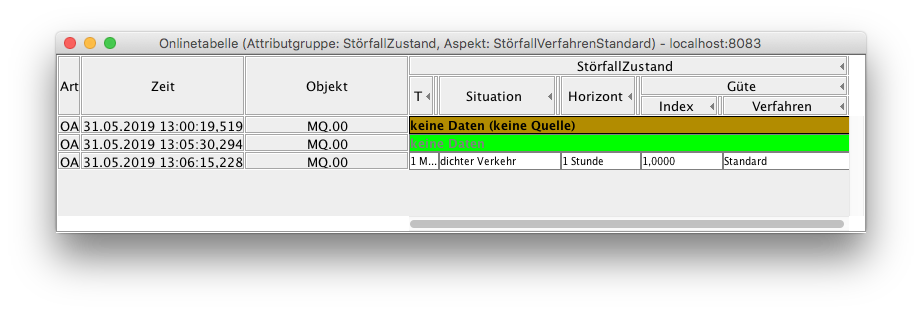 Onlinetabelle (Attributgruppe: StörfallZustand, Aspekt: StörfallVerfahrenStandard) - localhost:8083
StörfallZustand
Art Zeit Objekt T Situation Horizont Güte
Index Verfahren
OA 31.05.2019 13:00:19,519 MQ.00 keine Daten (keine Quelle)
OA 31.05.2019 13:05:30,294 MQ.00 keine Daten
OA 31.05.2019 13:06:15,228 MQ.00 1 M... dichter Verkehr 1 Stunde 1,0000 Standard